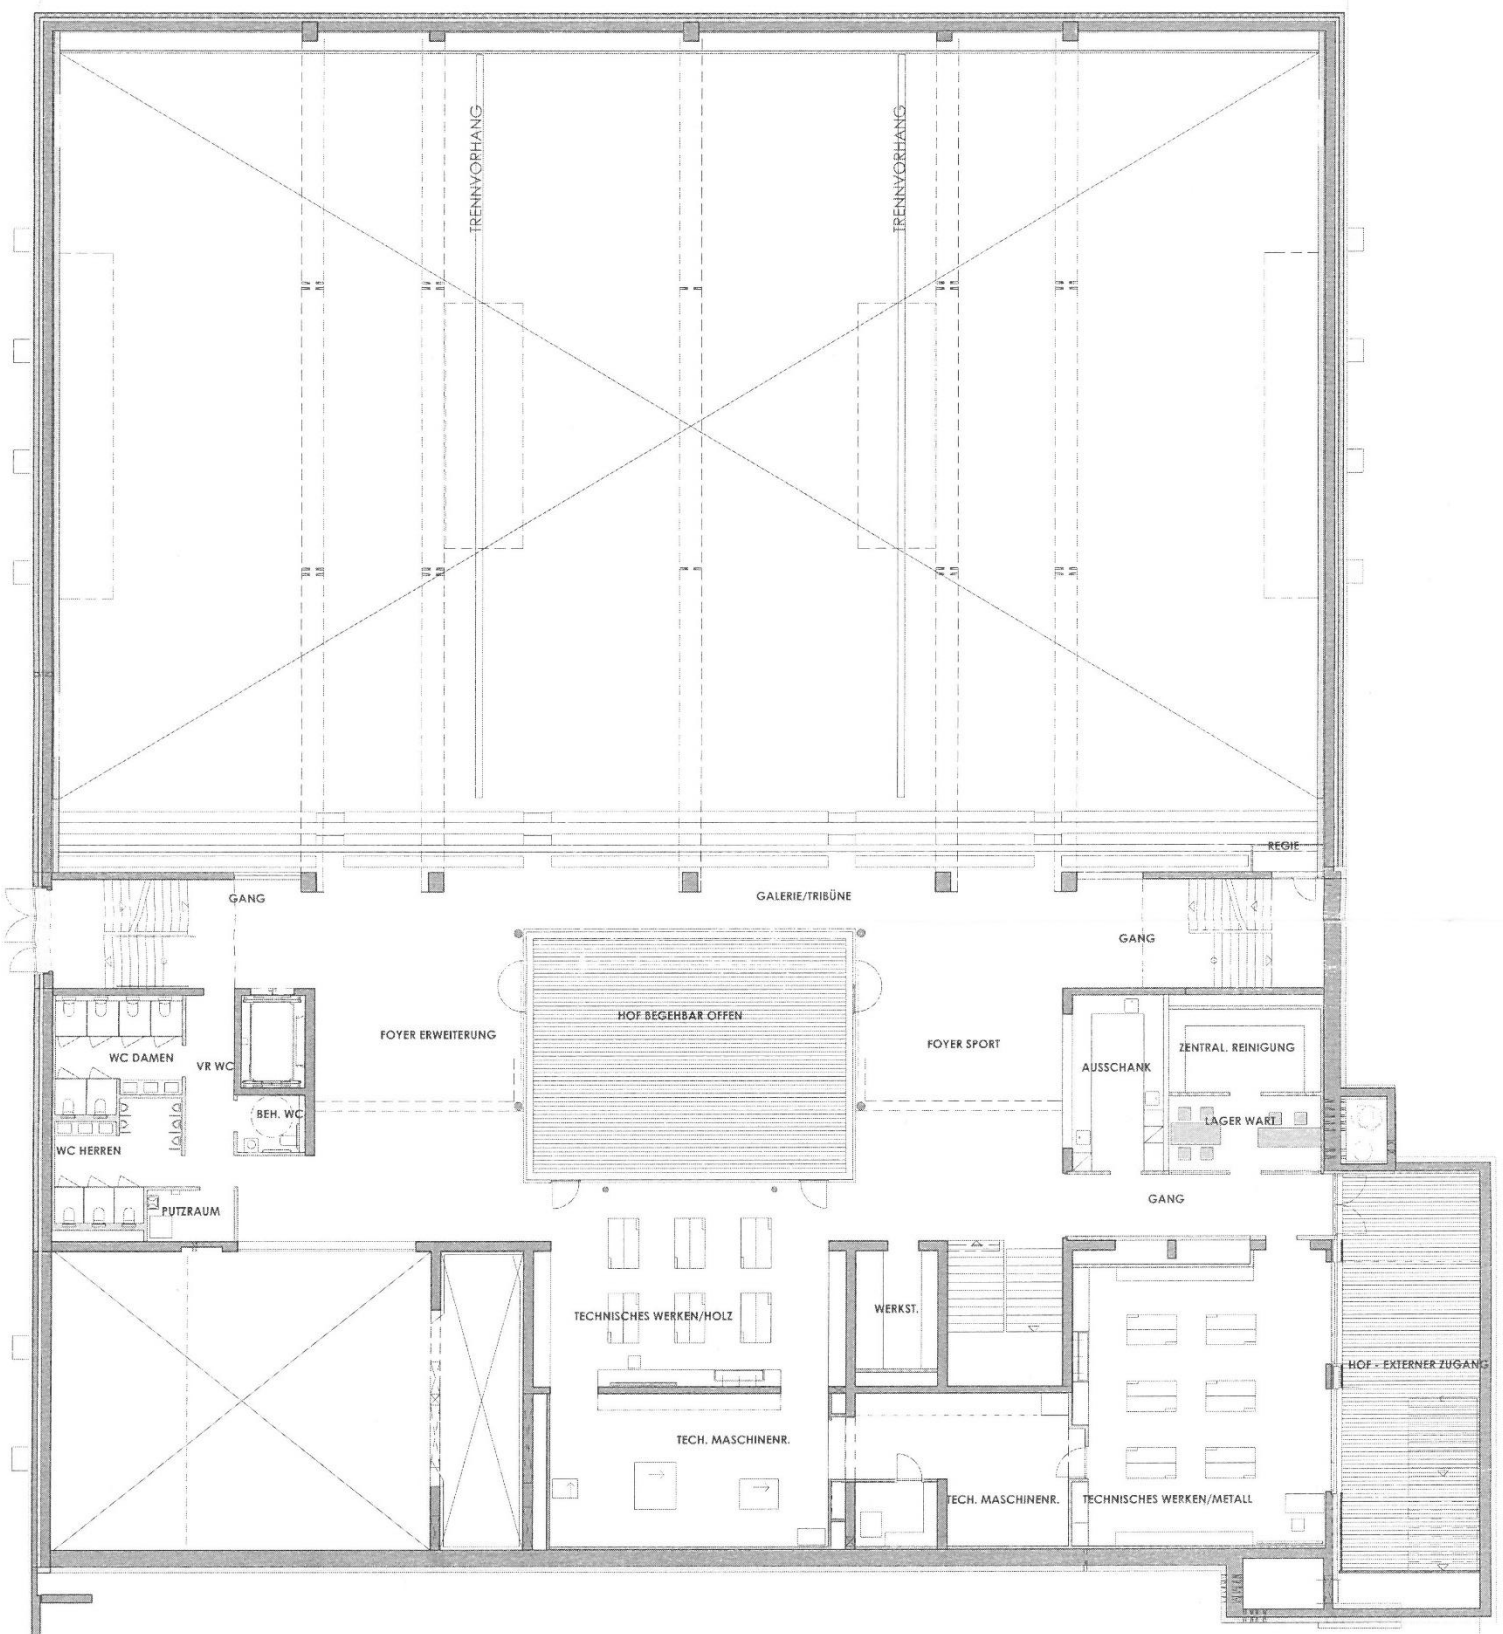 TRENNVORHANG
TRENNVORHANG
REGIE
GANG
GALERIE/TRIBÜNE
GANG
HOF BEGEHBAR OFFEN
FOYER ERWEITERUNG
FOYER SPORT
ZENTRAL. REINIGUNG
WC DAMEN
VR WC
AUSSCHANK
BEH. WC
LAGER WART
WC HERREN
GANG
PUTZRAUM
WERKST.
TECHNISCHES WERKEN/HOLZ
HOF - EXTERNER ZUGANG
TECH. MASCHINENR.
TECH. MASCHINENR.
TECHNISCHES WERKEN/METALL